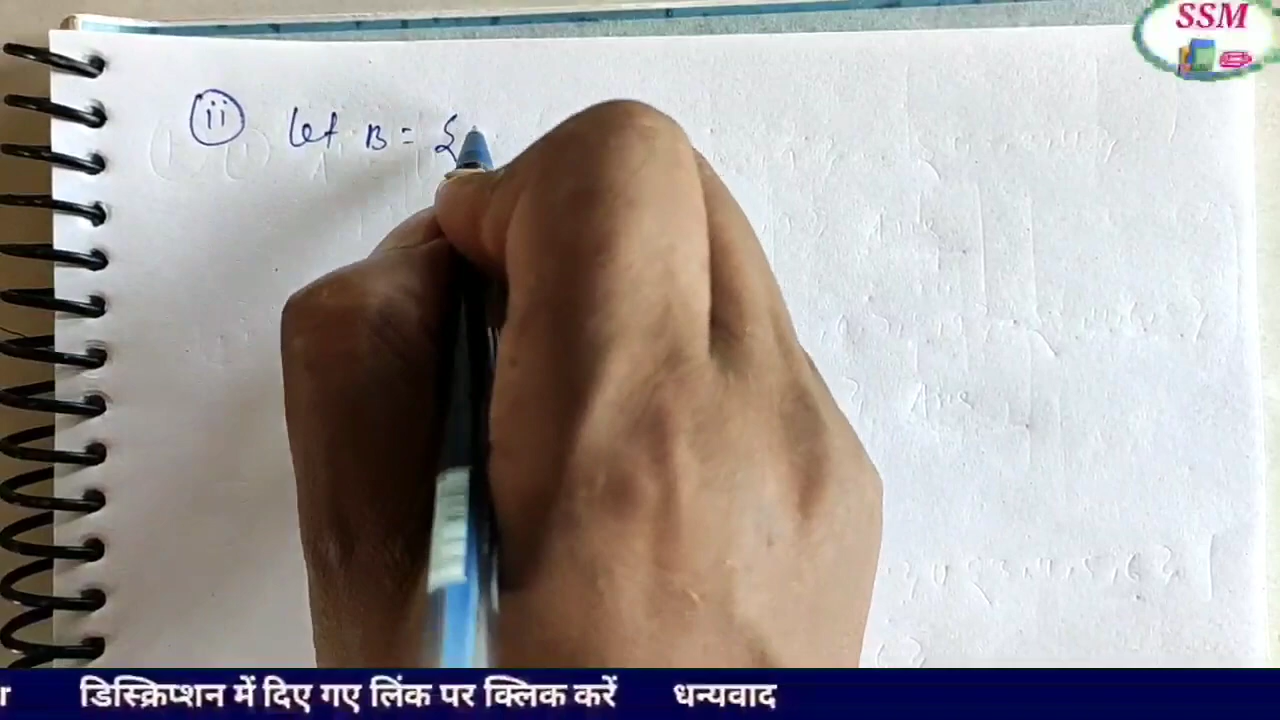 SSM
ii let B = {
r डिस्क्रिप्शन में दिए गए लिंक पर क्लिक करें धन्यवाद